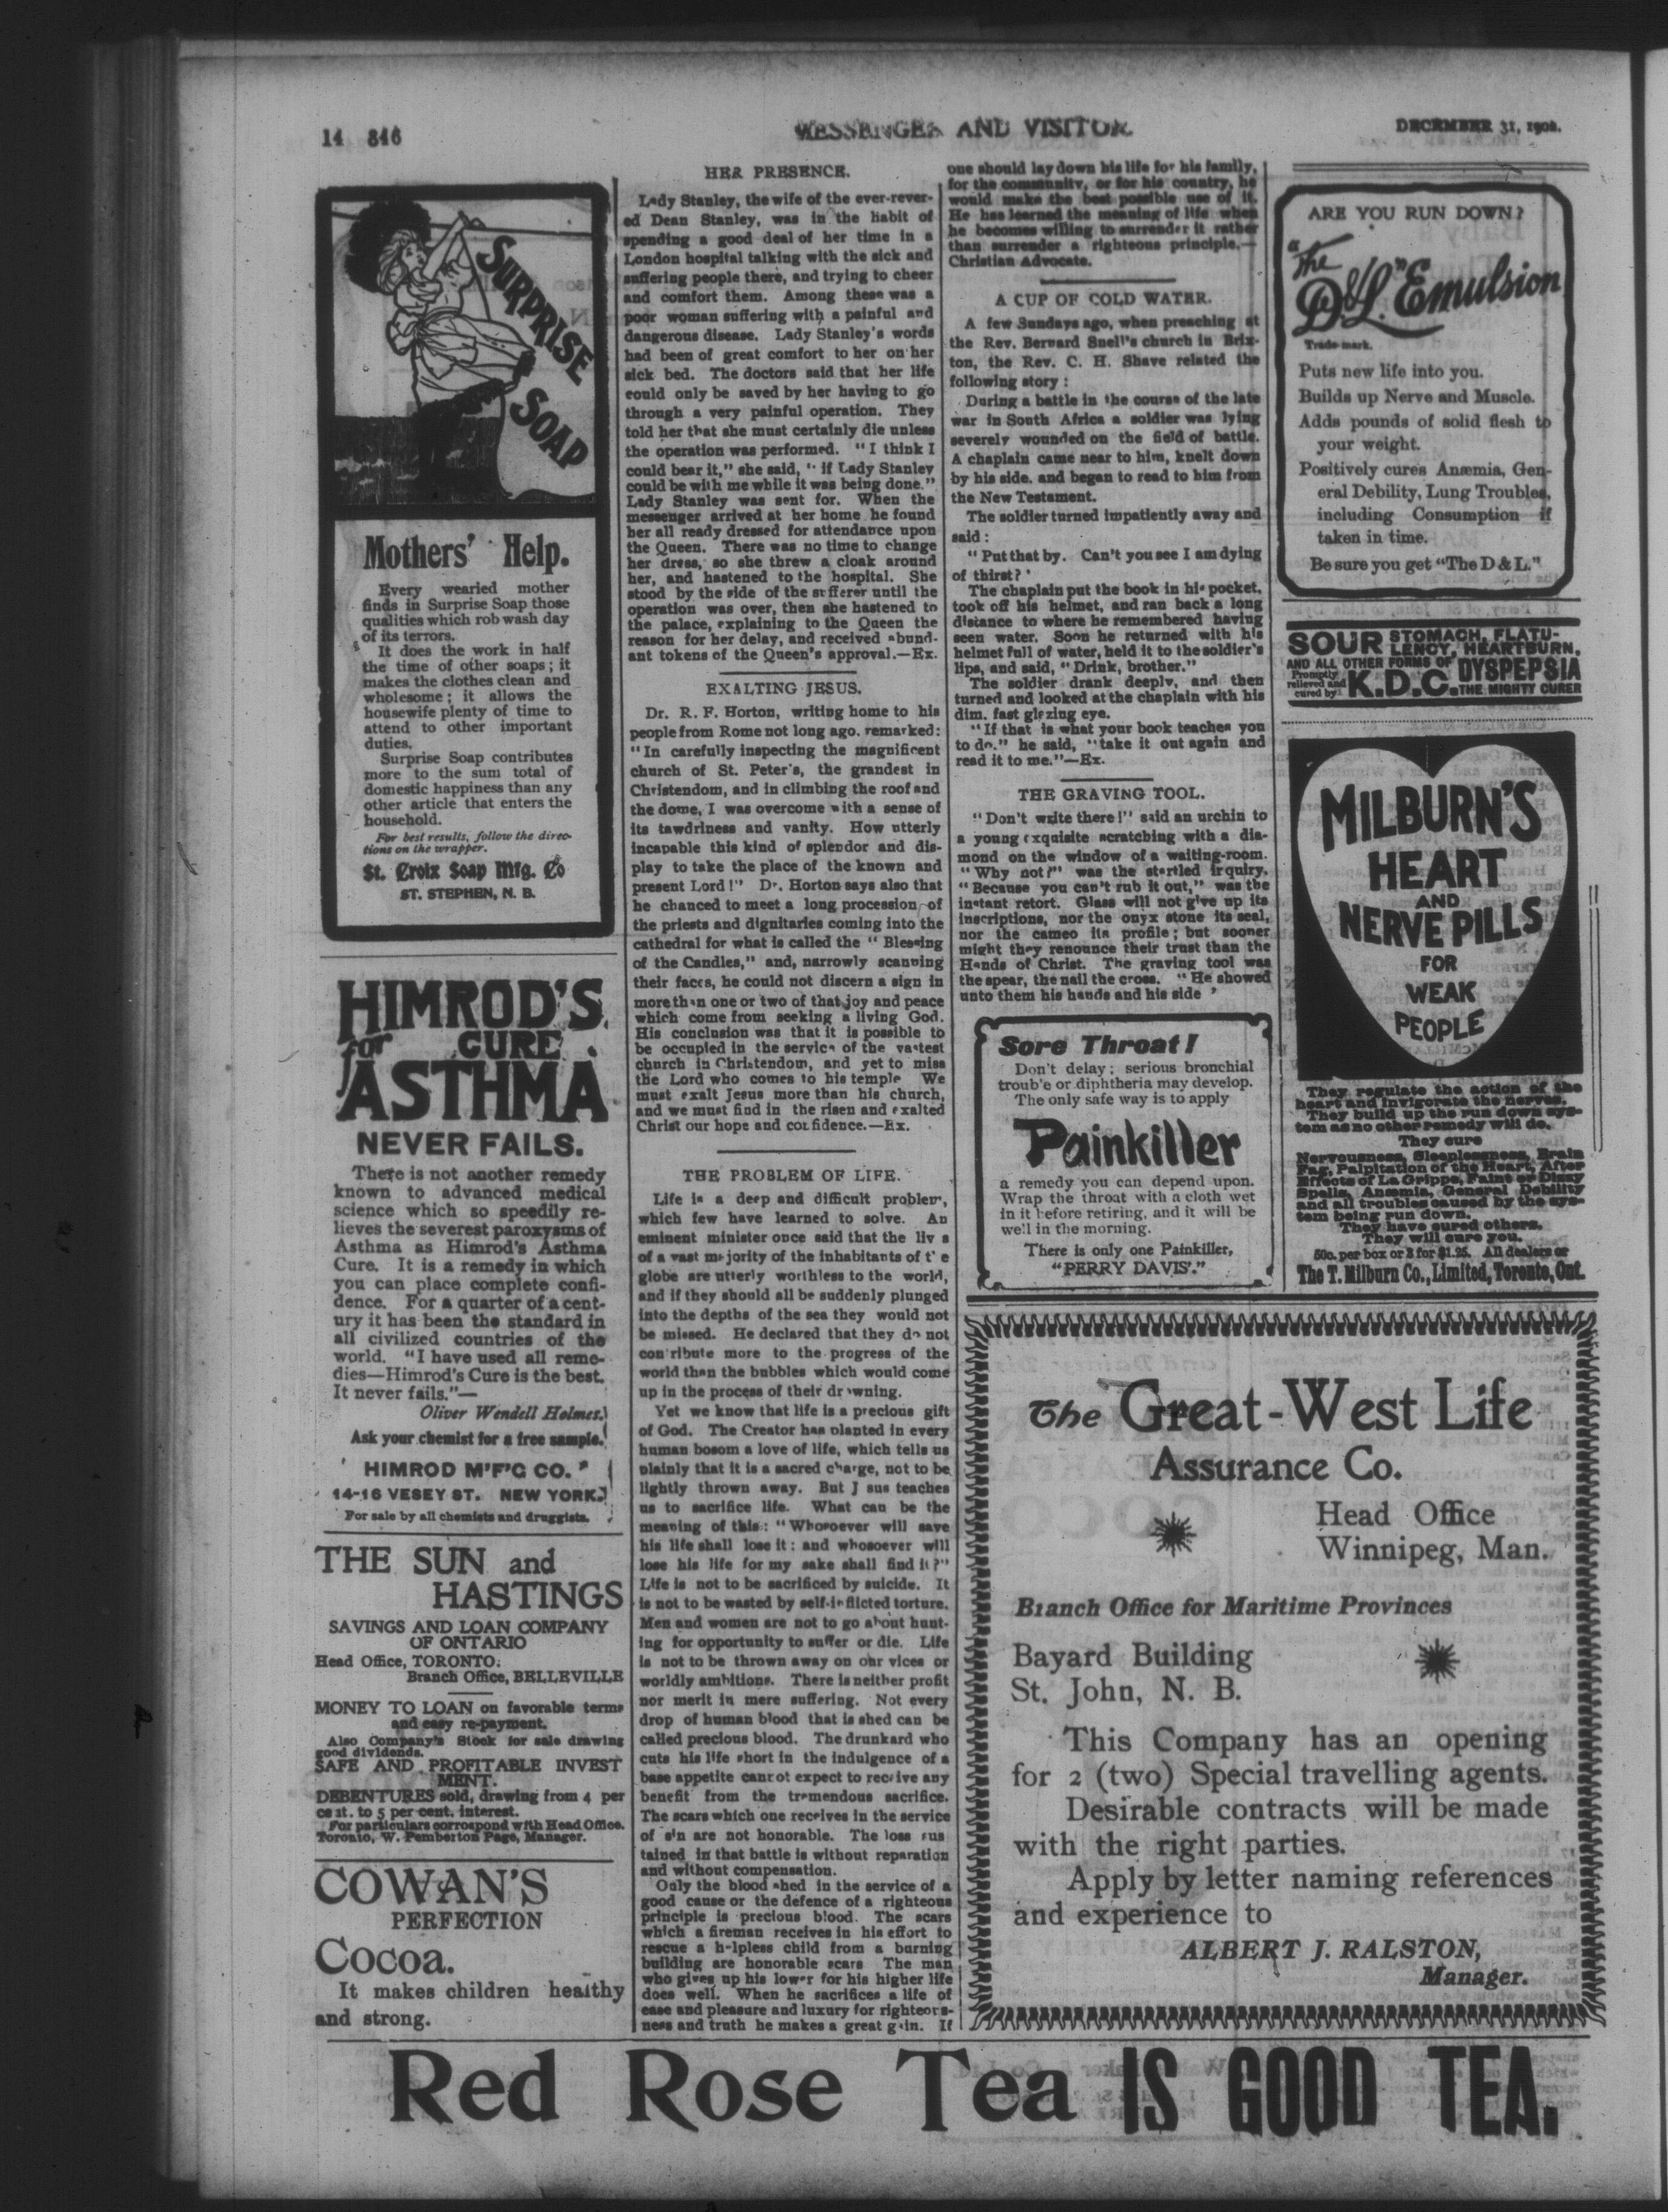 14 846
MESSENGER AND VISITOR.
DECEMBER 31, 1902.
SURPRISE
SOAP
Mothers' Help.
Every wearied mother
finds in Surprise Soap those
qualities which rob wash day
of its terrors.
It does the work in half
the time of other soaps; it
makes the clothes clean and
wholesome; it allows the
housewife plenty of time to
attend to other important
duties.
Surprise Soap contributes
more to the sum total of
domestic happiness than any
other article that enters the
household.
For best results, follow the direc-
tions on the wrapper.
St. Croix Soap Mfg. Co
ST. STEPHEN, N. B.
HIMROD'S
for CURE
ASTHMA
NEVER FAILS.
There is not another remedy
known to advanced medical
science which so speedily re-
lieves the severest paroxysms of
Asthma as Himrod's Asthma
Cure. It is a remedy in which
you can place complete confi-
dence. For a quarter of a cent-
ury it has been the standard in
all civilized countries of the
world. "I have used all reme-
dies—Himrod's Cure is the best.
It never fails."—
Oliver Wendell Holmes.
Ask your chemist for a free sample.
HIMROD M'F'G CO.
14-16 VESEY ST. NEW YORK.
For sale by all chemists and druggists.
THE SUN and
HASTINGS
SAVINGS AND LOAN COMPANY
OF ONTARIO
Head Office, TORONTO.
Branch Office, BELLEVILLE
MONEY TO LOAN on favorable terms
and easy re-payment.
Also Company's Stock for sale drawing
good dividends.
SAFE AND PROFITABLE INVEST
MENT.
DEBENTURES sold, drawing from 4 per
cent. to 5 per cent. interest.
For particulars correspond with Head Office.
Toronto, W. Pemberton Page, Manager.
COWAN'S
PERFECTION
Cocoa.
It makes children healthy
and strong.
HER PRESENCE.
Lady Stanley, the wife of the ever-rever-
ed Dean Stanley, was in the habit of
spending a good deal of her time in a
London hospital talking with the sick and
suffering people there, and trying to cheer
and comfort them. Among these was a
poor woman suffering with a painful and
dangerous disease. Lady Stanley's words
had been of great comfort to her on her
sick bed. The doctors said that her life
could only be saved by her having to go
through a very painful operation. They
told her that she must certainly die unless
the operation was performed. "I think I
could bear it," she said, "if Lady Stanley
could be with me while it was being done."
Lady Stanley was sent for. When the
messenger arrived at her home he found
her all ready dressed for attendance upon
the Queen. There was no time to change
her dress, so she threw a cloak around
her, and hastened to the hospital. She
stood by the side of the sufferer until the
operation was over, then she hastened to
the palace, explaining to the Queen the
reason for her delay, and received abund-
ant tokens of the Queen's approval.—Ex.
EXALTING JESUS.
Dr. R. F. Horton, writing home to his
people from Rome not long ago, remarked:
"In carefully inspecting the magnificent
church of St. Peter's, the grandest in
Christendom, and in climbing the roof and
the dome, I was overcome with a sense of
its tawdriness and vanity. How utterly
incapable this kind of splendor and dis-
play to take the place of the known and
present Lord!" Dr. Horton says also that
he chanced to meet a long procession of
the priests and dignitaries coming into the
cathedral for what is called the "Blessing
of the Candles," and, narrowly scanning
their faces, he could not discern a sign in
more than one or two of that joy and peace
which come from seeking a living God.
His conclusion was that it is possible to
be occupied in the service of the vastest
church in Christendom, and yet to miss
the Lord who comes to his temple We
must exalt Jesus more than his church,
and we must find in the risen and exalted
Christ our hope and confidence.—Ex.
THE PROBLEM OF LIFE.
Life is a deep and difficult problem,
which few have learned to solve. An
eminent minister once said that the liv s
of a vast majority of the inhabitants of t' e
globe are utterly worthless to the world,
and if they should all be suddenly plunged
into the depths of the sea they would not
be missed. He declared that they do not
contribute more to the progress of the
world than the bubbles which would come
up in the process of their drowning.
Yet we know that life is a precious gift
of God. The Creator has planted in every
human bosom a love of life, which tells us
plainly that it is a sacred charge, not to be
lightly thrown away. But J sus teaches
us to sacrifice life. What can be the
meaning of this: "Whosoever will save
his life shall lose it: and whosoever will
lose his life for my sake shall find it?"
Life is not to be sacrificed by suicide. It
is not to be wasted by self-inflicted torture.
Men and women are not to go about hunt-
ing for opportunity to suffer or die. Life
is not to be thrown away on our vices or
worldly ambitions. There is neither profit
nor merit in mere suffering. Not every
drop of human blood that is shed can be
called precious blood. The drunkard who
cuts his life short in the indulgence of a
base appetite cannot expect to receive any
benefit from the tremendous sacrifice.
The scars which one receives in the service
of sin are not honorable. The loss sus
tained in that battle is without reparation
and without compensation.
Only the blood shed in the service of a
good cause or the defence of a righteous
principle is precious blood. The scars
which a fireman receives in his effort to
rescue a helpless child from a burning
building are honorable scars The man
who gives up his lower for his higher life
does well. When he sacrifices a life of
ease and pleasure and luxury for righteous-
ness and truth he makes a great gain. If
one should lay down his life for his family,
for the community, or for his country, he
would make the best possible use of it.
He has learned the meaning of life when
he becomes willing to surrender it rather
than surrender a righteous principle.—
Christian Advocate.
A CUP OF COLD WATER.
A few Sundays ago, when preaching at
the Rev. Bernard Snell's church in Brix-
ton, the Rev. C. H. Shave related the
following story:
During a battle in the course of the late
war in South Africa a soldier was lying
severely wounded on the field of battle.
A chaplain came near to him, knelt down
by his side, and began to read to him from
the New Testament.
The soldier turned impatiently away and
said:
"Put that by. Can't you see I am dying
of thirst?'
The chaplain put the book in his pocket,
took off his helmet, and ran back a long
distance to where he remembered having
seen water. Soon he returned with his
helmet full of water, held it to the soldier's
lips, and said, "Drink, brother."
The soldier drank deeply, and then
turned and looked at the chaplain with his
dim, fast glazing eye.
"If that is what your book teaches you
to do," he said, "take it out again and
read it to me."—Ex.
THE GRAVING TOOL.
"Don't write there!" said an urchin to
a young exquisite scratching with a dia-
mond on the window of a waiting-room.
"Why not?" was the startled inquiry.
"Because you can't rub it out," was the
instant retort. Glass will not give up its
inscriptions, nor the onyx stone its seal,
nor the cameo its profile; but sooner
might they renounce their trust than the
Hands of Christ. The graving tool was
the spear, the nail the cross. "He showed
unto them his hands and his side'
Sore Throat!
Don't delay; serious bronchial
trouble or diphtheria may develop.
The only safe way is to apply
Painkiller
a remedy you can depend upon.
Wrap the throat with a cloth wet
in it before retiring, and it will be
well in the morning.
There is only one Painkiller,
"PERRY DAVIS'."
ARE YOU RUN DOWN?
"The
D&L" Emulsion
Trade-mark.
Puts new life into you.
Builds up Nerve and Muscle.
Adds pounds of solid flesh to
your weight.
Positively cures Anæmia, Gen-
eral Debility, Lung Troubles,
including Consumption if
taken in time.
Be sure you get "The D & L."
SOUR STOMACH, FLATU-
LENCY, HEARTBURN,
AND ALL OTHER FORMS OF DYSPEPSIA
Promptly relieved and cured by K.D.C. THE MIGHTY CURER
MILBURN'S
HEART
AND
NERVE PILLS
FOR
WEAK
PEOPLE
They regulate the action of the
heart and invigorate the nerves.
They build up the run down sys-
tem as no other remedy will do.
They cure
Nervousness, Sleeplessness, Brain
Fag, Palpitation of the Heart, After
Effects of La Grippe, Faint or Dizzy
Spells, Anæmia, General Debility
and all troubles caused by the sys-
tem being run down.
They have cured others.
They will cure you.
50c. per box or 3 for $1.25. All dealers or
The T. Milburn Co., Limited, Toronto, Ont.
The Great-West Life
Assurance Co.
Head Office
Winnipeg, Man.
Branch Office for Maritime Provinces
Bayard Building
St. John, N. B.
This Company has an opening
for 2 (two) Special travelling agents.
Desirable contracts will be made
with the right parties.
Apply by letter naming references
and experience to
ALBERT J. RALSTON,
Manager.
Red Rose Tea IS GOOD TEA.